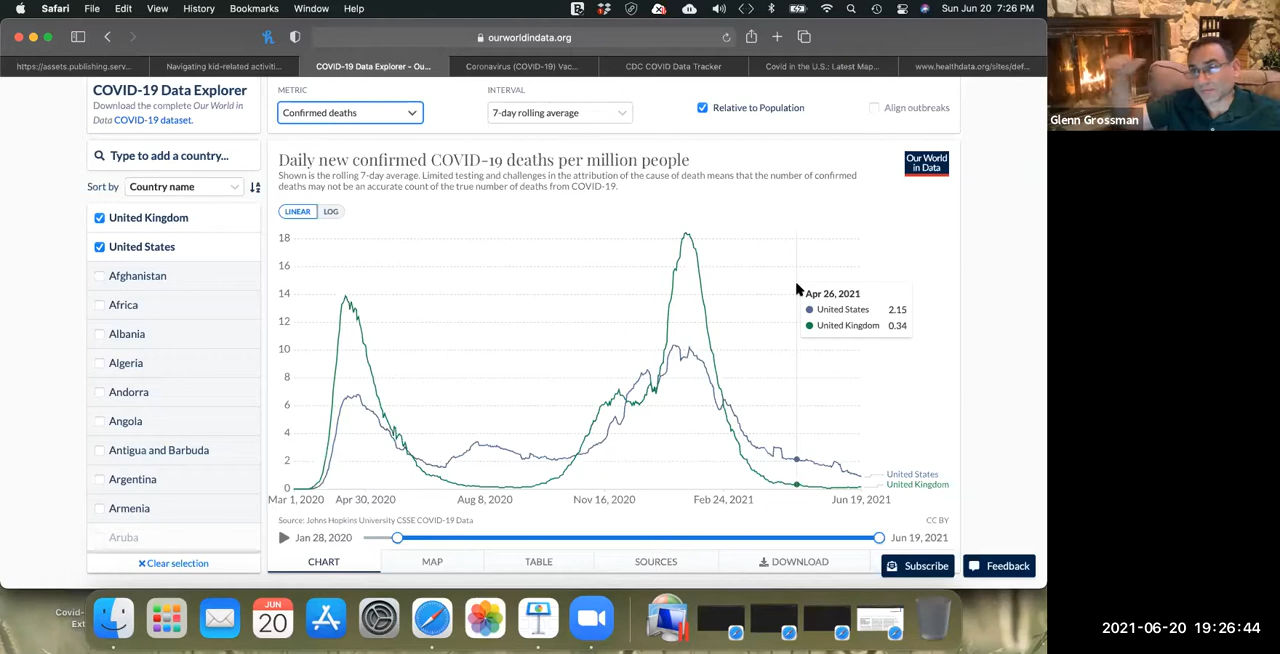 Safari File Edit View History Bookmarks Window Help
Sun Jun 20 7:26 PM
ourworldindata.org
https://assets.publishing.serv...
Navigating kid-related activiti...
COVID-19 Data Explorer - Ou...
Coronavirus (COVID-19) Vac...
CDC COVID Data Tracker
Covid in the U.S.: Latest Map...
www.healthdata.org/sites/def...
COVID-19 Data Explorer
Download the complete Our World in
Data COVID-19 dataset.
METRIC
Confirmed deaths
INTERVAL
7-day rolling average
Relative to Population
Align outbreaks
Type to add a country...
Sort by Country name
United Kingdom
United States
Afghanistan
Africa
Albania
Algeria
Andorra
Angola
Antigua and Barbuda
Argentina
Armenia
Aruba
Clear selection
Daily new confirmed COVID-19 deaths per million people
Shown is the rolling 7-day average. Limited testing and challenges in the attribution of the cause of death means that the number of confirmed
deaths may not be an accurate count of the true number of deaths from COVID-19.
Our World
in Data
LINEAR LOG
18
16
14
12
10
8
6
4
2
0
Apr 26, 2021
United States 2.15
United Kingdom 0.34
United States
United Kingdom
Mar 1, 2020 Apr 30, 2020 Aug 8, 2020 Nov 16, 2020 Feb 24, 2021 Jun 19, 2021
Source: Johns Hopkins University CSSE COVID-19 Data
CC BY
Jan 28, 2020
Jun 19, 2021
CHART MAP TABLE SOURCES DOWNLOAD
Subscribe
Feedback
Covid-
Ext
JUN
20
Glenn Grossman
2021-06-20 19:26:44